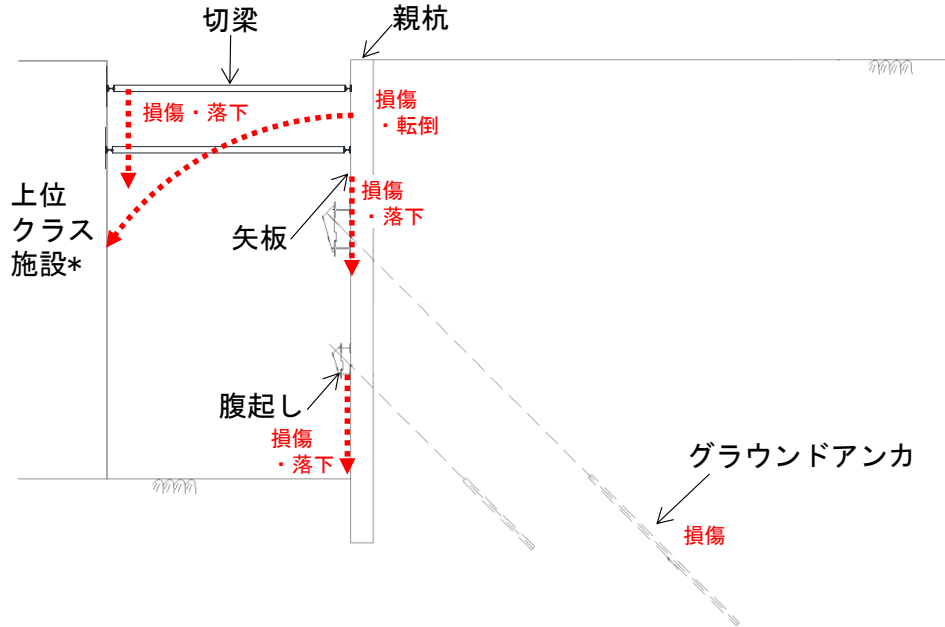 切梁
親杭
損傷・落下
損傷
・転倒
上位
クラス
施設*
矢板
損傷
・落下
腹起し
損傷
・落下
グラウンドアンカ
損傷